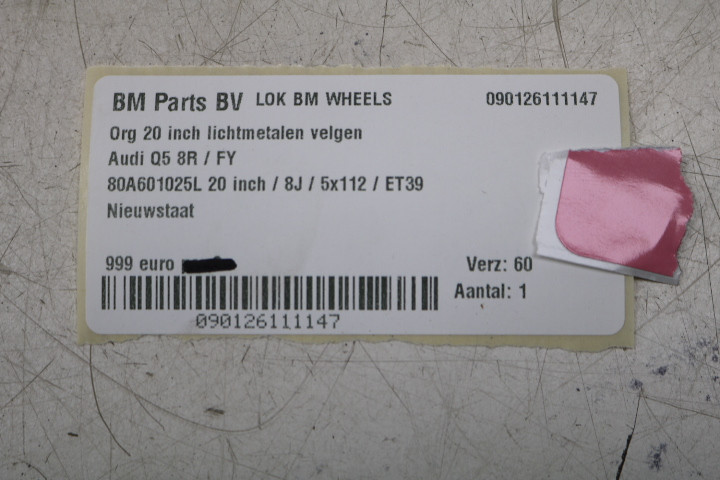 BM Parts BV LOK BM WHEELS 090126111147
Org 20 inch lichtmetalen velgen
Audi Q5 8R / FY
80A601025L 20 inch / 8J / 5x112 / ET39
Nieuwstaat
999 euro Verz: 60
Aantal: 1
090126111147